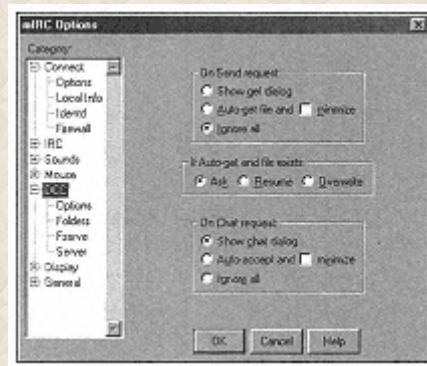 mIRC Options
Category:
Connect
Options
Local Info
Identd
Firewall
IRC
Sounds
Mouse
DCC
Options
Folders
Fserve
Server
Display
General
On Send request:
Show get dialog
Auto-get file and minimize
Ignore all
If Auto-get and file exists:
Ask Resume Overwrite
On Chat request:
Show chat dialog
Auto-accept and minimize
Ignore all
OK Cancel Help